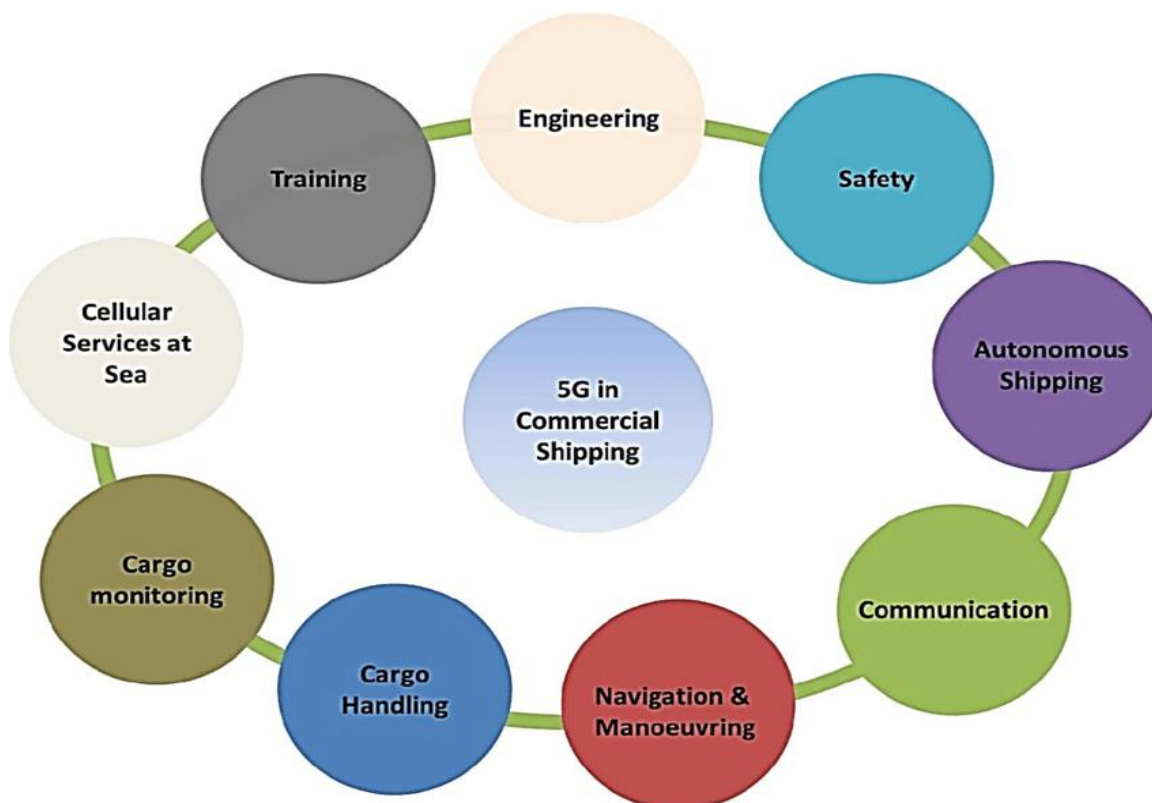 Engineering
Training
Safety
Cellular
Services at
Sea
Autonomous
Shipping
5G in
Commercial
Shipping
Cargo
monitoring
Communication
Cargo
Handling
Navigation &
Manoeuvring